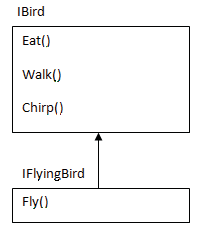 IBird
Eat()
Walk()
Chirp()
IFlyingBird
Fly()